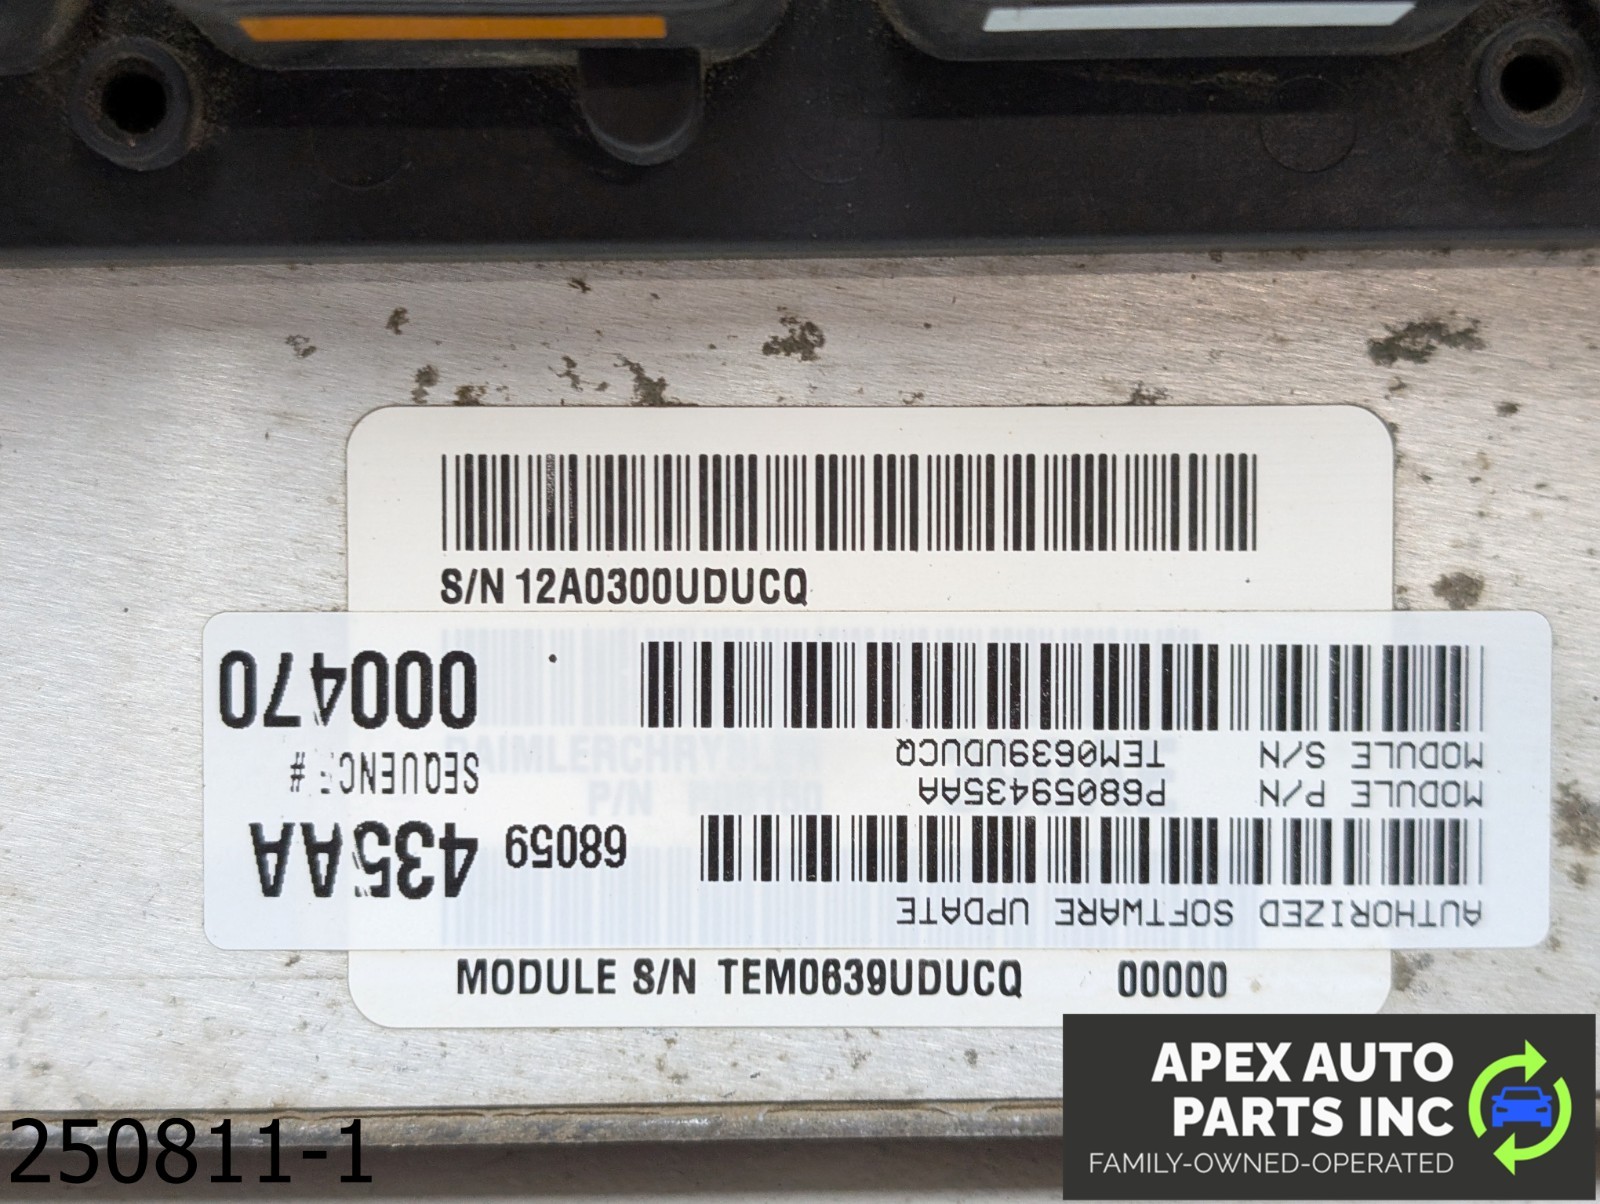 S/N 12A0300UDUCQ
AUTHORIZED SOFTWARE UPDATE
68059 435AA
MODULE P/N P68059435AA
MODULE S/N TEM0639UDUCQ
SEQUENCE #
000470
DAIMLERCHRYSLER
P/N
MODULE S/N TEM0639UDUCQ 00000
250811-1
APEX AUTO
PARTS INC
FAMILY-OWNED-OPERATED